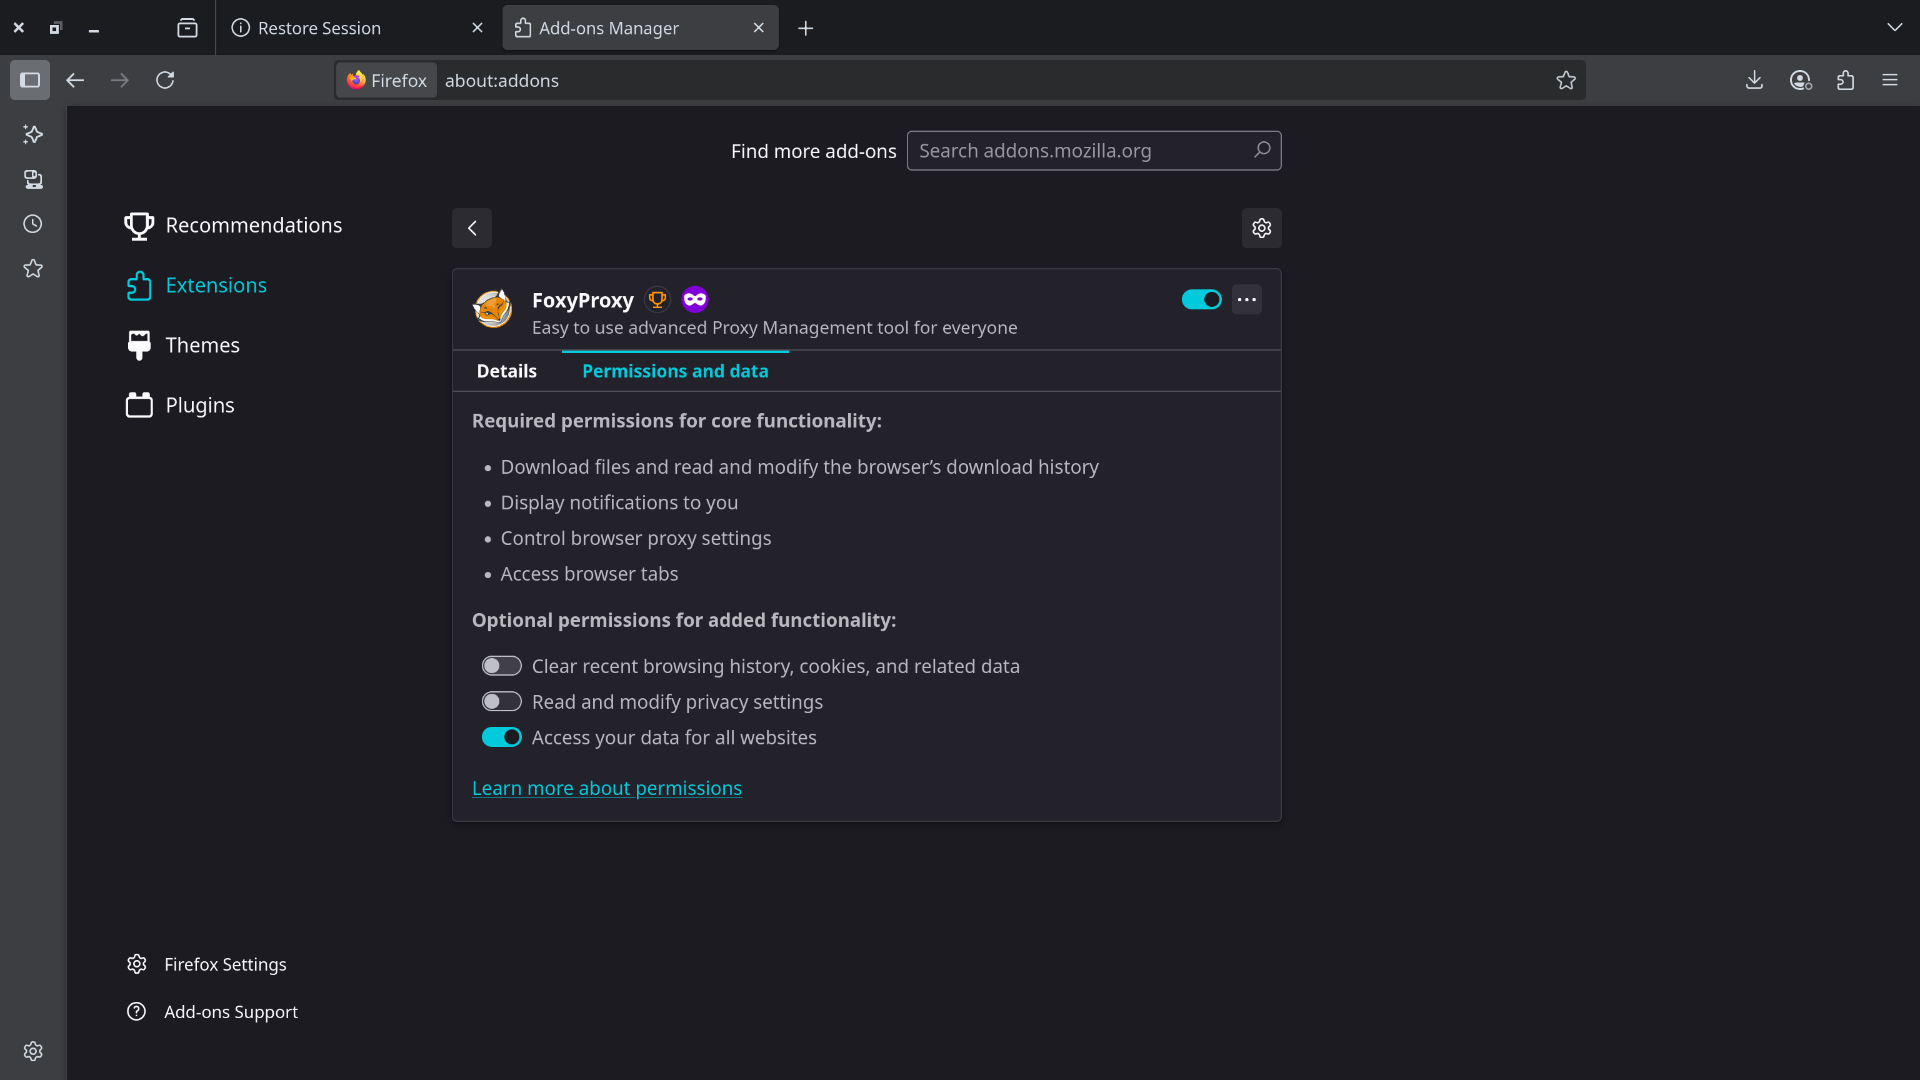 Restore Session
Add-ons Manager
Firefox
about:addons
Find more add-ons
Search addons.mozilla.org
Recommendations
Extensions
Themes
Plugins
FoxyProxy
Easy to use advanced Proxy Management tool for everyone
Details
Permissions and data
Required permissions for core functionality:
• Download files and read and modify the browser’s download history
• Display notifications to you
• Control browser proxy settings
• Access browser tabs
Optional permissions for added functionality:
Clear recent browsing history, cookies, and related data
Read and modify privacy settings
Access your data for all websites
Learn more about permissions
Firefox Settings
Add-ons Support